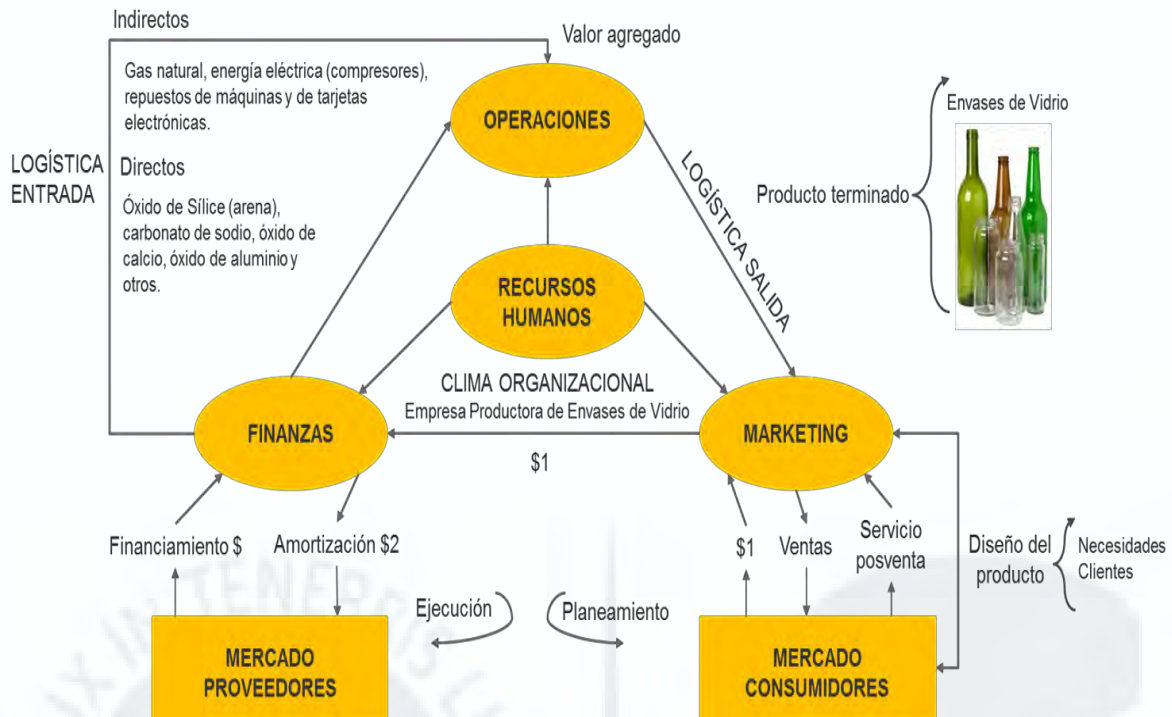 Indirectos
Valor agregado
Gas natural, energía eléctrica (compresores),
repuestos de máquinas y de tarjetas
electrónicas.
OPERACIONES
Envases de Vidrio
LOGÍSTICA
ENTRADA
Directos
Óxido de Sílice (arena),
carbonato de sodio, óxido de
calcio, óxido de aluminio y
otros.
LOGÍSTICA SALIDA
Producto terminado
RECURSOS
HUMANOS
CLIMA ORGANIZACIONAL
Empresa Productora de Envases de Vidrio
FINANZAS
MARKETING
$1
Financiamiento $
Amortización $2
$1
Ventas
Servicio
posventa
Diseño del
producto
Necesidades
Clientes
Ejecución
Planeamiento
MERCADO
PROVEEDORES
MERCADO
CONSUMIDORES